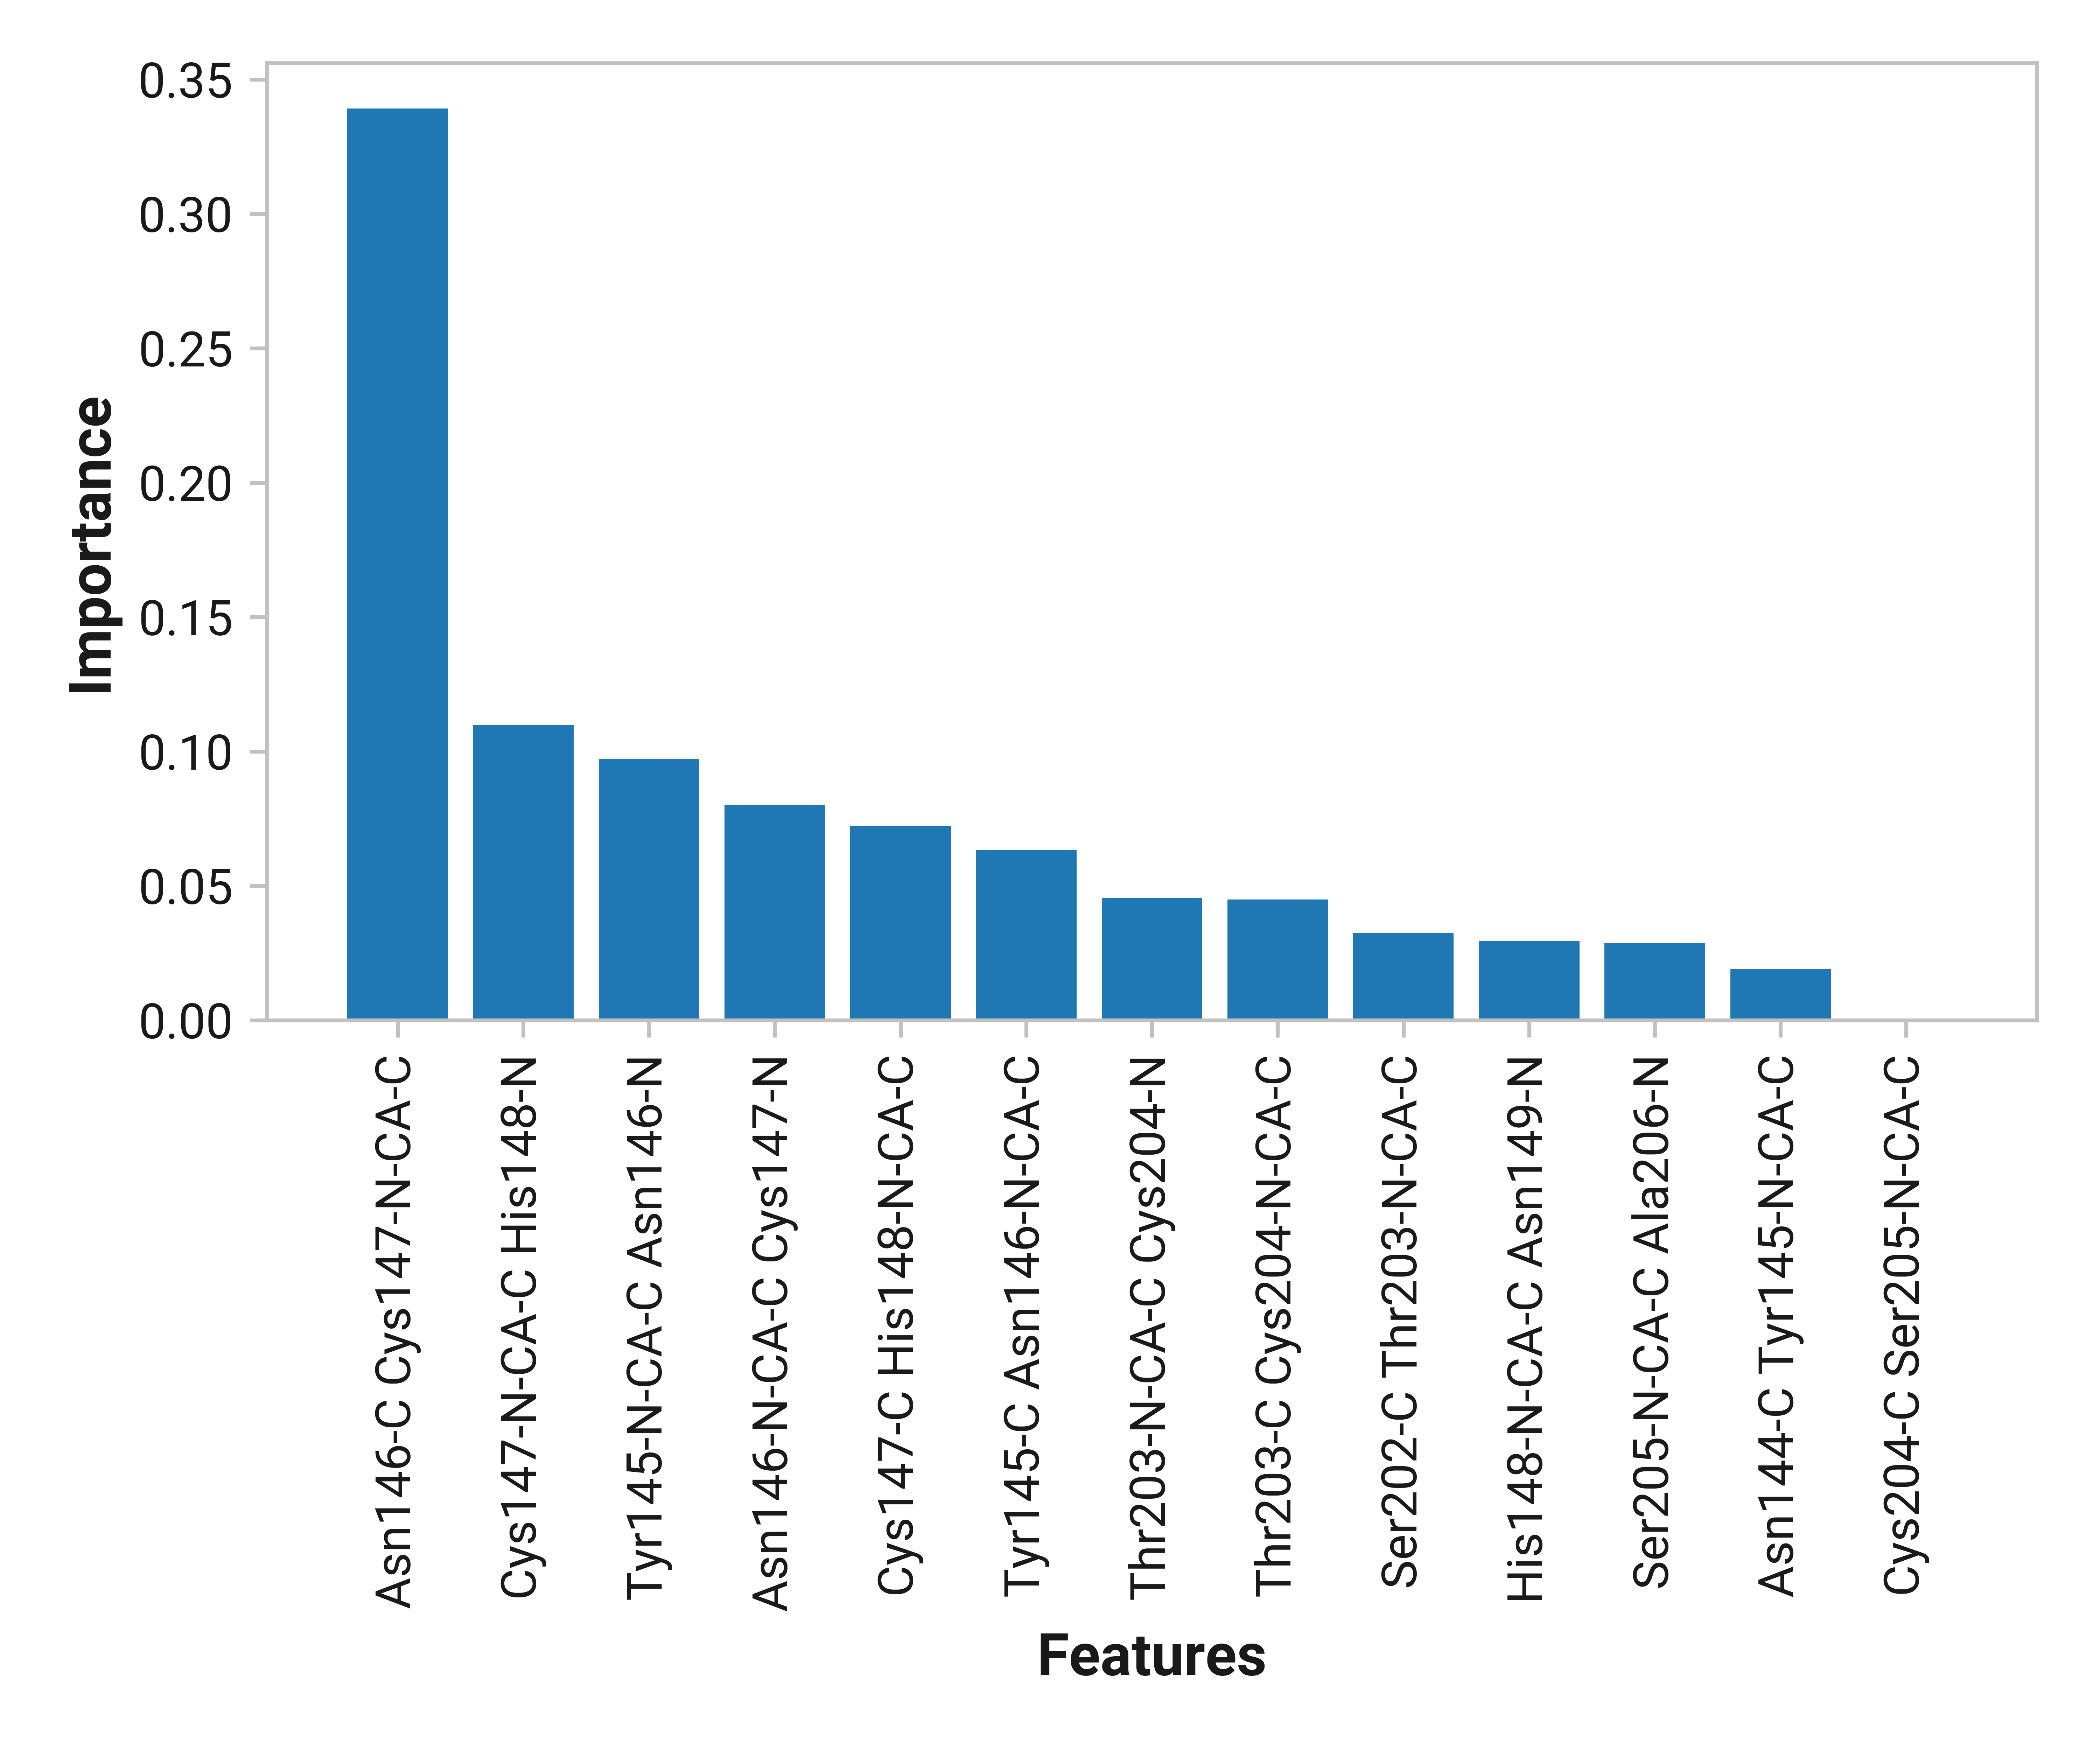 0.35
0.30
0.25
0.20
0.15
0.10
0.05
0.00
Importance
Asn146-C Cys147-N-CA-C
Cys147-N-CA-C His148-N
Tyr145-N-CA-C Asn146-N
Asn146-N-CA-C Cys147-N
Cys147-C His148-N-CA-C
Tyr145-C Asn146-N-CA-C
Thr203-N-CA-C Cys204-N
Thr203-C Cys204-N-CA-C
Ser202-C Thr203-N-CA-C
His148-N-CA-C Asn149-N
Ser205-N-CA-C Ala206-N
Asn144-C Tyr145-N-CA-C
Cys204-C Ser205-N-CA-C
Features